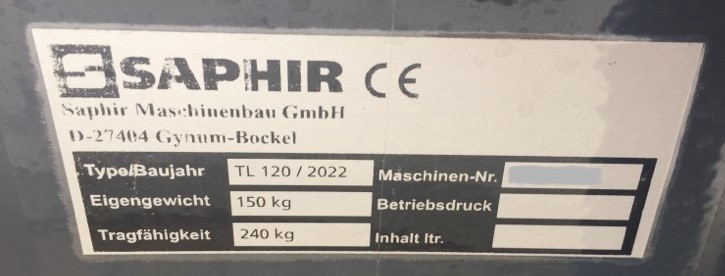 SAPHIR CE
Saphir Maschinenbau GmbH
D-27404 Gynum-Bockel
Type/Baujahr TL 120 / 2022 Maschinen-Nr.
Eigengewicht 150 kg Betriebsdruck
Tragfähigkeit 240 kg Inhalt ltr.